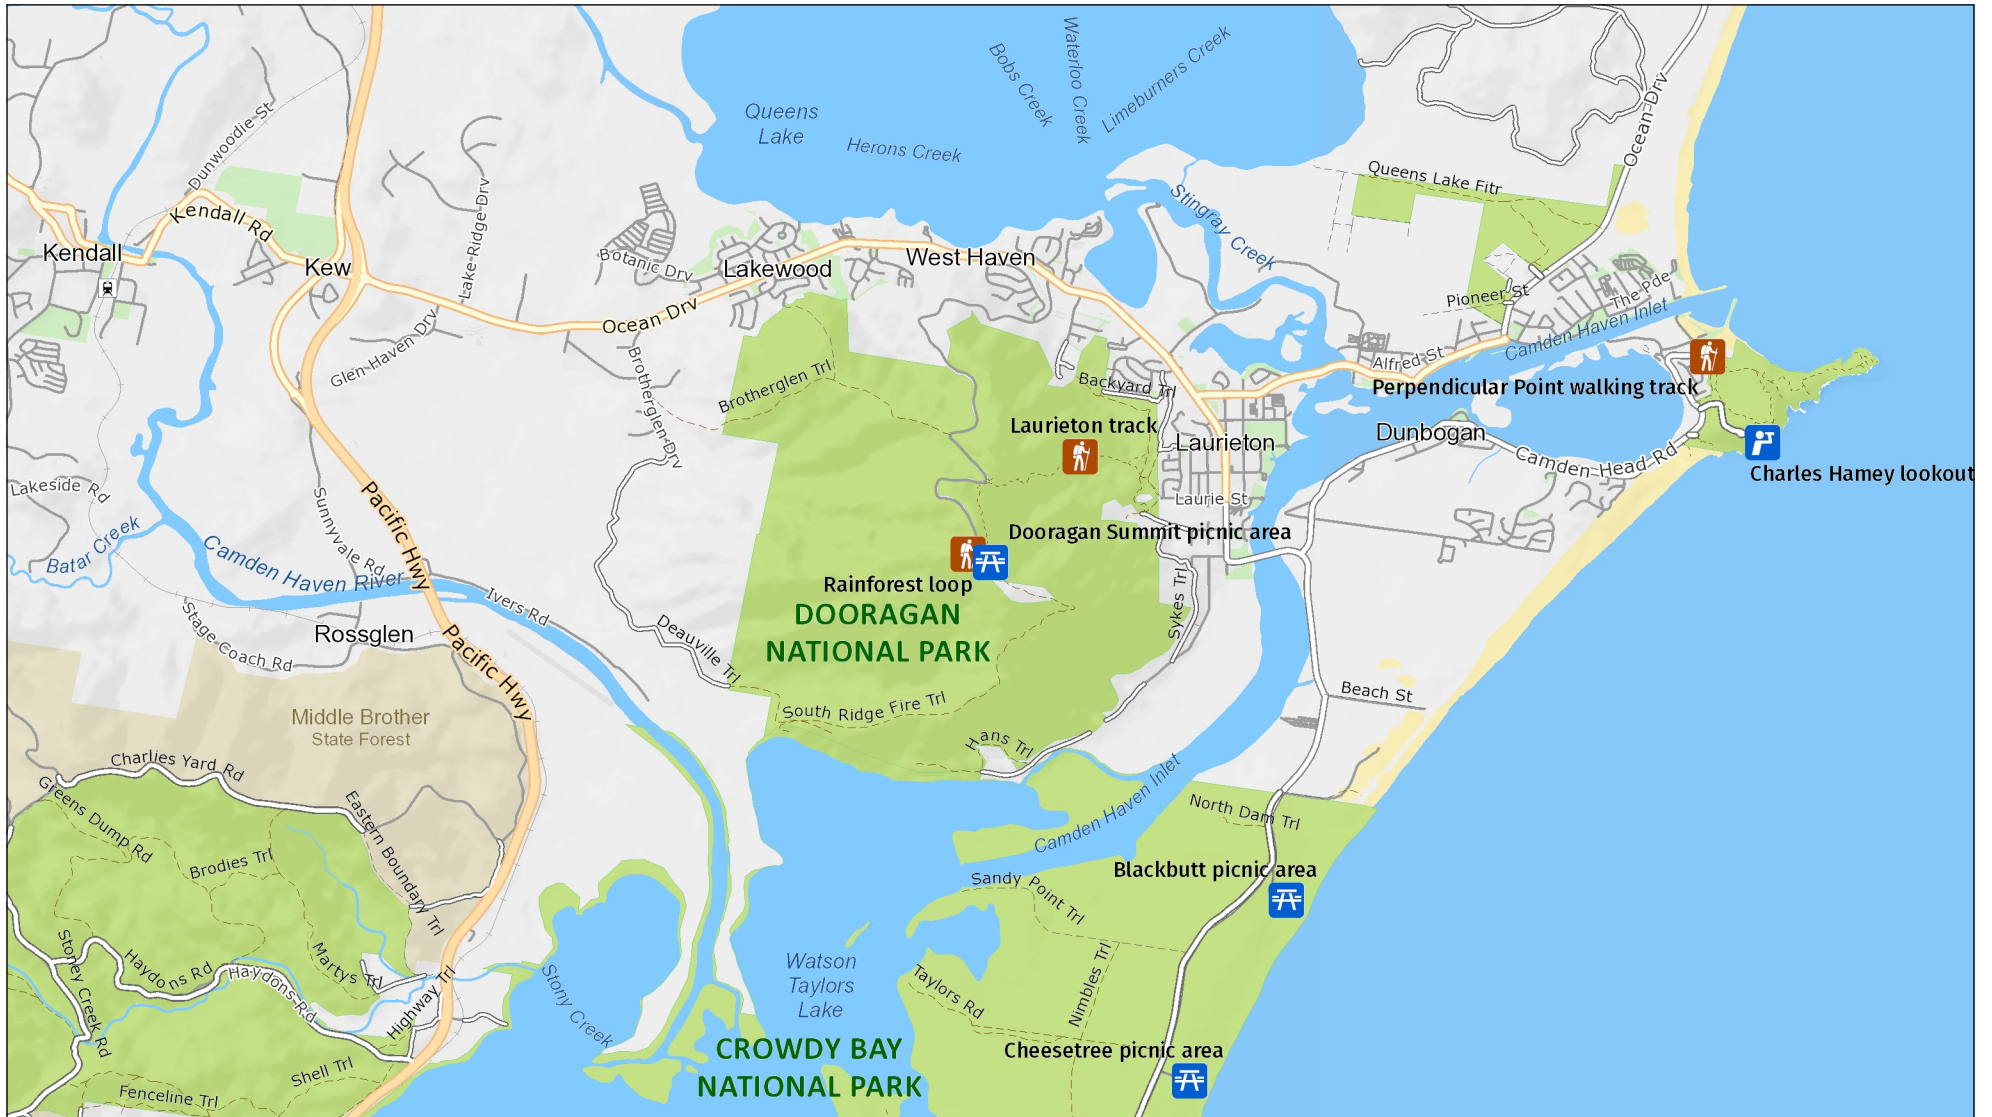 Queens
Lake
Herons Creek
Bobs Creek
Waterloo Creek
Limeburners Creek
Ocean Drv
Dunwoodie St
Kendall Rd
Kendall
Kew
Lake Ridge Drv
Botanic Drv
Lakewood
West Haven
Stingray Creek
Queens Lake Fitr
Pioneer St
The Pde
Camden Haven Inlet
Ocean Drv
Glen Haven Drv
Brotherglen Drv
Brotherglen Trl
Backyard Trl
Alfred St
Perpendicular Point walking track
Laurieton track
Laurieton
Dunbogan
Camden Head Rd
Charles Hamey lookout
Lakeside Rd
Batar Creek
Sunnyvale Rd
Pacific Hwy
Camden Haven River
Laurie St
Dooragan Summit picnic area
Rainforest loop
DOORAGAN
NATIONAL PARK
Ivers Rd
Stage Coach Rd
Rossglen
Pacific Hwy
Deauville Trl
Sykes Trl
South Ridge Fire Trl
Hans Trl
Beach St
Middle Brother
State Forest
Charlies Yard Rd
Greens Dump Rd
Brodies Trl
Eastern Boundary Trl
Camden Haven Inlet
North Dam Trl
Blackbutt picnic area
Sandy Point Trl
Stoney Creek Rd
Haydons Rd
Haydons Rd
Martys Trl
Highway Trl
Stony Creek
Watson
Taylors
Lake
Taylors Rd
Nimbles Trl
CROWDY BAY
NATIONAL PARK
Cheesetree picnic area
Shell Trl
Fenceline Trl